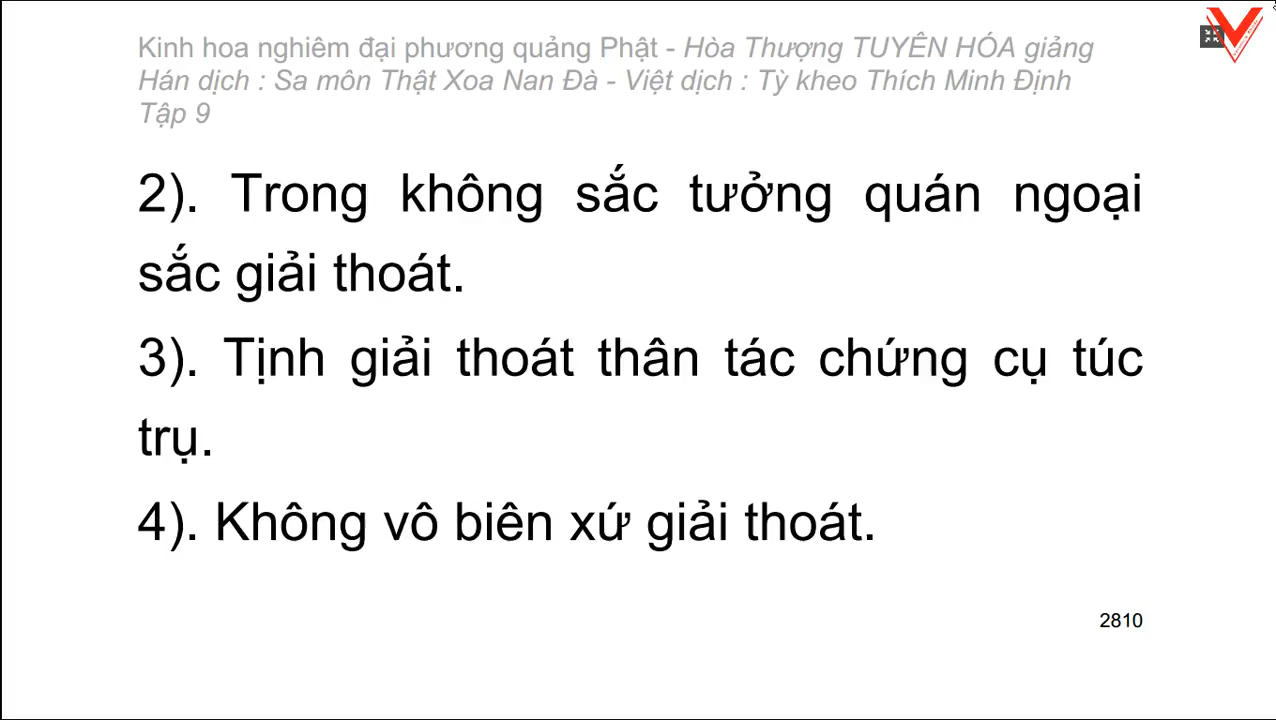 Kinh hoa nghiêm đại phương quảng Phật - Hòa Thượng TUYÊN HÓA giảng
Hán dịch : Sa môn Thật Xoa Nan Đà - Việt dịch : Tỳ kheo Thích Minh Định
Tập 9
2). Trong không sắc tưởng quán ngoại
sắc giải thoát.
3). Tịnh giải thoát thân tác chứng cụ túc
trụ.
4). Không vô biên xứ giải thoát.
2810